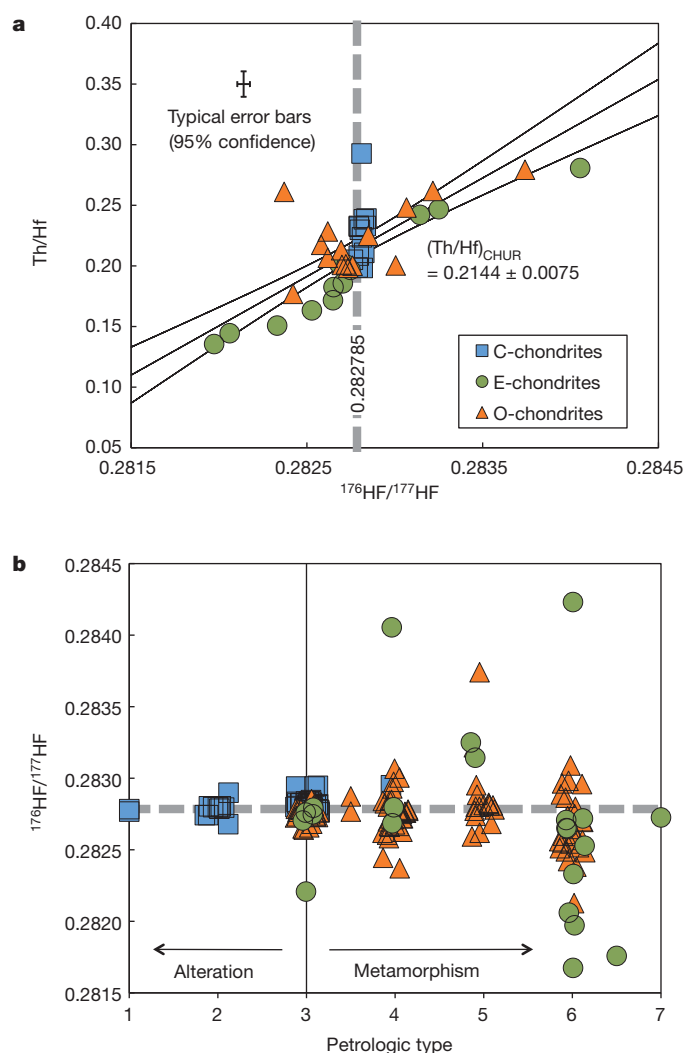 a
0.40
0.35
0.30
0.25
0.20
0.15
0.10
0.05
Th/Hf
Typical error bars
(95% confidence)
0.282785
(Th/Hf)CHUR
= 0.2144 ± 0.0075
C-chondrites
E-chondrites
O-chondrites
0.2815 0.2825 0.2835 0.2845
¹⁷⁶HF/¹⁷⁷HF
b
0.2845
0.2840
0.2835
0.2830
0.2825
0.2820
0.2815
¹⁷⁶HF/¹⁷⁷HF
Alteration Metamorphism
1 2 3 4 5 6 7
Petrologic type